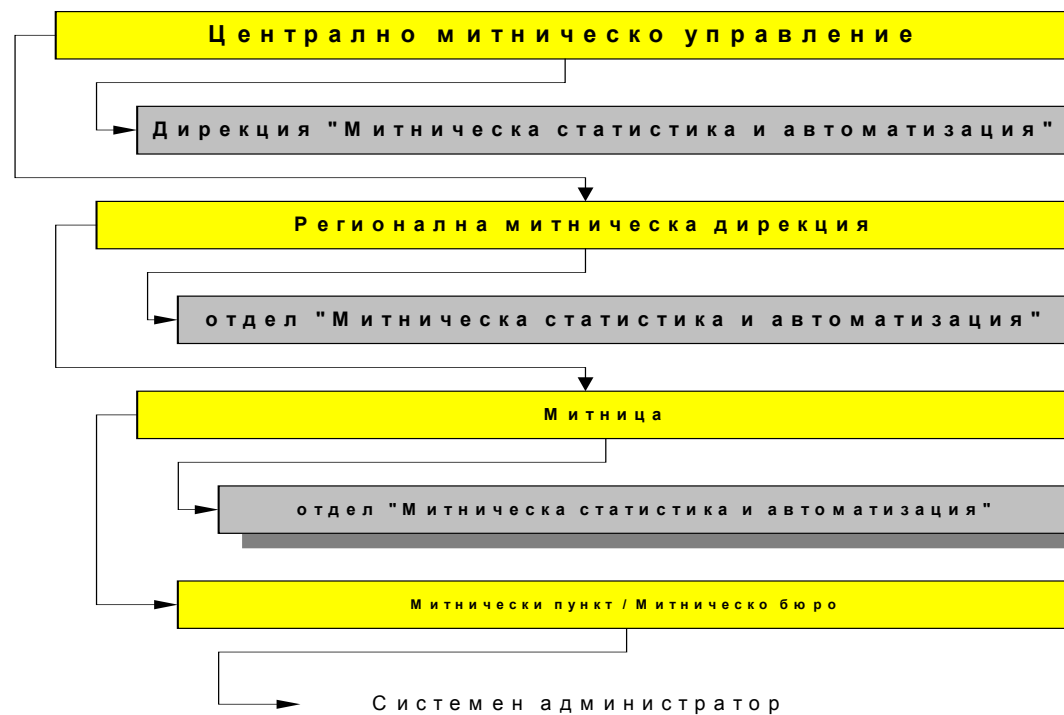 Централно митническо управление
Дирекция "Митническа статистика и автоматизация"
Регионална митническа дирекция
отдел "Митническа статистика и автоматизация"
Митница
отдел "Митническа статистика и автоматизация"
Митнически пункт / Митническо бюро
Системен администратор